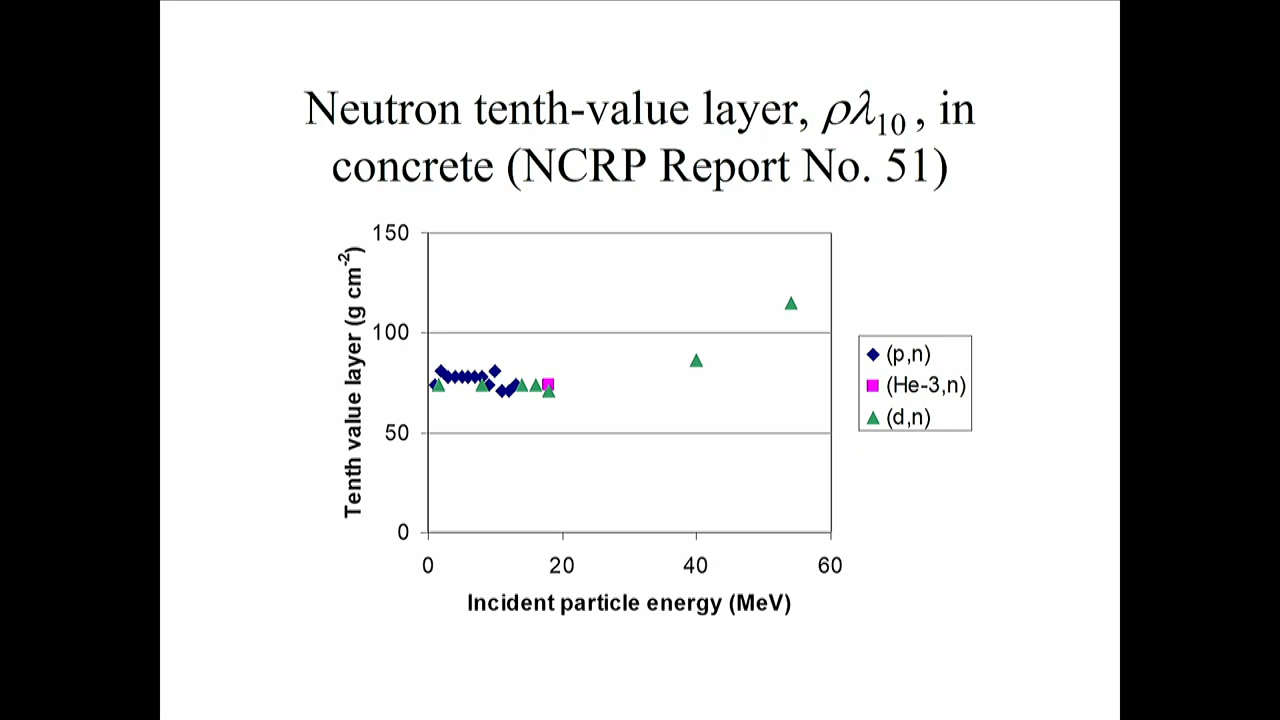 Neutron tenth-value layer, ρλ₁₀ , in
concrete (NCRP Report No. 51)
Tenth value layer (g cm⁻²)
150
100
50
0
0 20 40 60
Incident particle energy (MeV)
(p,n)
(He-3,n)
(d,n)